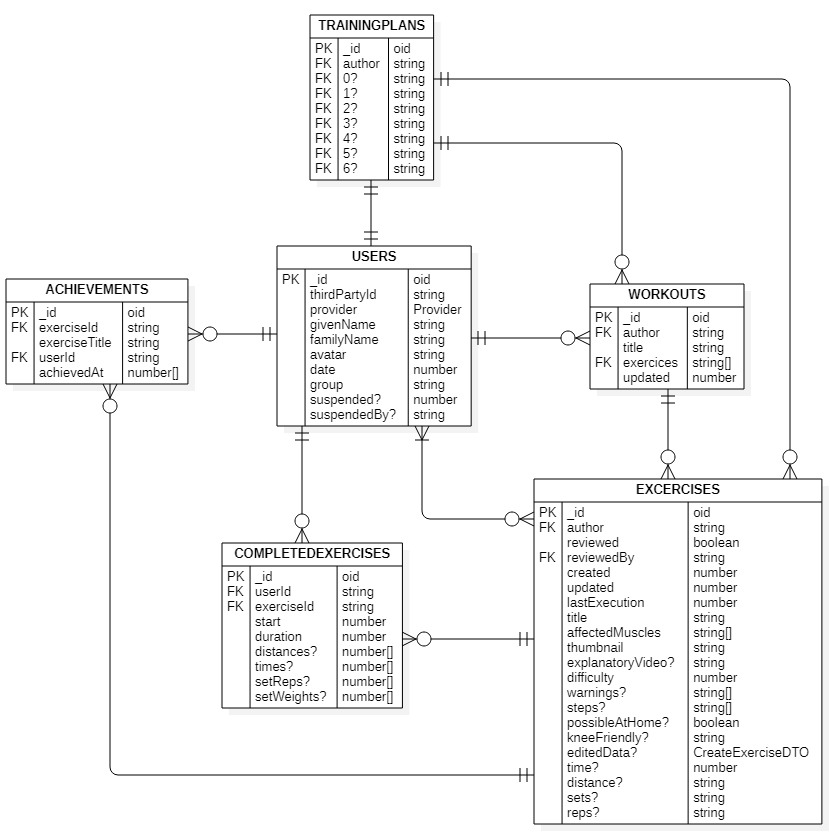 TRAININGPLANS
PK _id oid
FK author string
FK 0? string
FK 1? string
FK 2? string
FK 3? string
FK 4? string
FK 5? string
FK 6? string
USERS
PK _id oid
thirdPartyId string
provider Provider
givenName string
familyName string
avatar string
date number
group string
suspended? number
suspendedBy? string
ACHIEVEMENTS
PK _id oid
FK exerciseId string
exerciseTitle string
FK userId string
achievedAt number[]
WORKOUTS
PK _id oid
FK author string
title string
FK exercices string[]
updated number
EXCERCISES
PK _id oid
FK author string
reviewed boolean
FK reviewedBy string
created number
updated number
lastExecution number
title string
affectedMuscles string[]
thumbnail string
explanatoryVideo? string
difficulty number
warnings? string[]
steps? string[]
possibleAtHome? boolean
kneeFriendly? string
editedData? CreateExerciseDTO
time? number
distance? string
sets? string
reps? string
COMPLETEDEXERCISES
PK _id oid
FK userId string
FK exerciseId string
start number
duration number
distances? number[]
times? number[]
setReps? number[]
setWeights? number[]